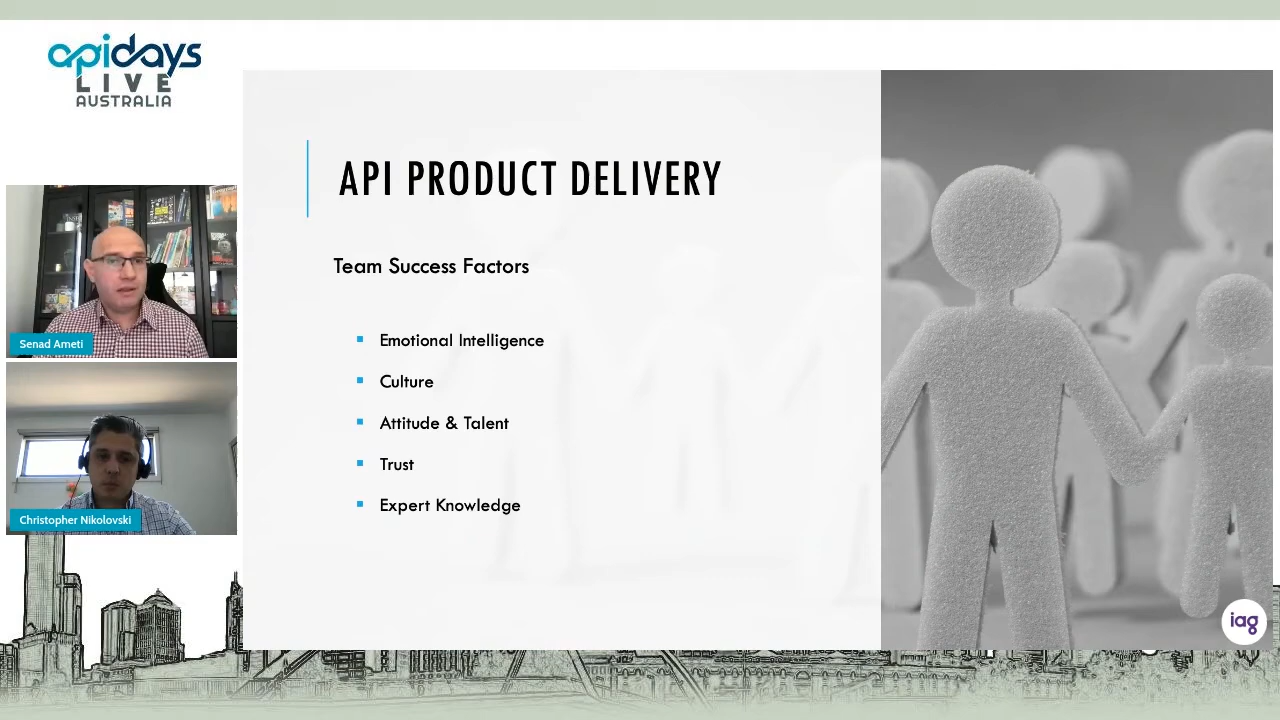 apidays
LIVE
AUSTRALIA
API PRODUCT DELIVERY
Team Success Factors
Emotional Intelligence
Culture
Attitude & Talent
Trust
Expert Knowledge
Senad Ameti
Christopher Nikolovski
iag